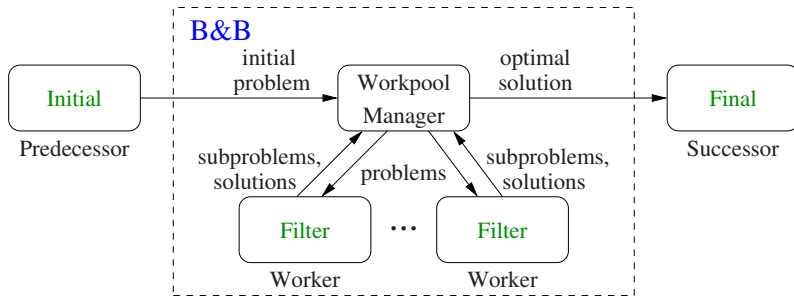 B&B
initial
problem
optimal
solution
Initial
Workpool
Manager
Final
Predecessor
Successor
subproblems,
solutions
problems
subproblems,
solutions
Filter
...
Filter
Worker
Worker